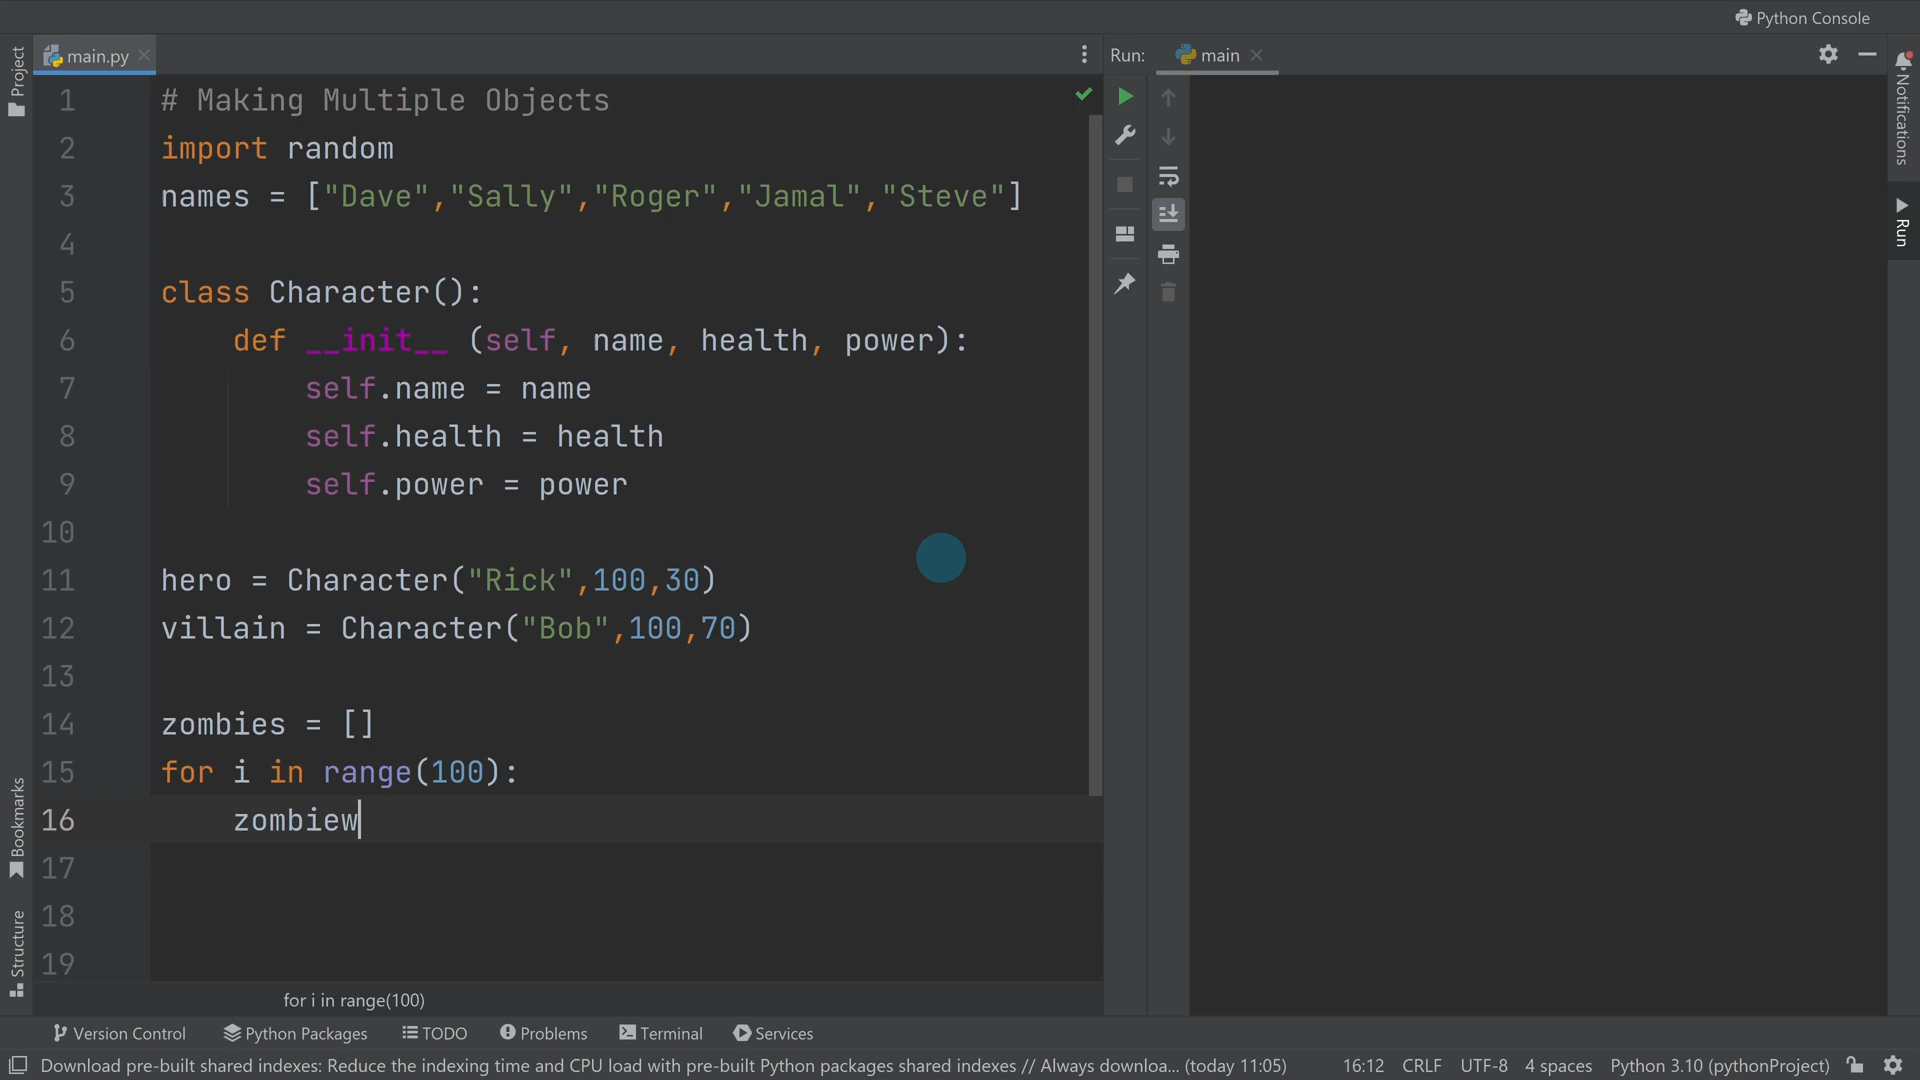 Python Console
Project
main.py
Run:
main
Notifications
Run
1 # Making Multiple Objects
2 import random
3 names = ["Dave","Sally","Roger","Jamal","Steve"]
4
5 class Character():
6 def __init__ (self, name, health, power):
7 self.name = name
8 self.health = health
9 self.power = power
10
11 hero = Character("Rick",100,30)
12 villain = Character("Bob",100,70)
13
14 zombies = []
15 for i in range(100):
16 zombiew
17
18
19
Bookmarks
Structure
for i in range(100)
Version Control Python Packages TODO Problems Terminal Services
Download pre-built shared indexes: Reduce the indexing time and CPU load with pre-built Python packages shared indexes // Always downloa... (today 11:05) 16:12 CRLF UTF-8 4 spaces Python 3.10 (pythonProject)